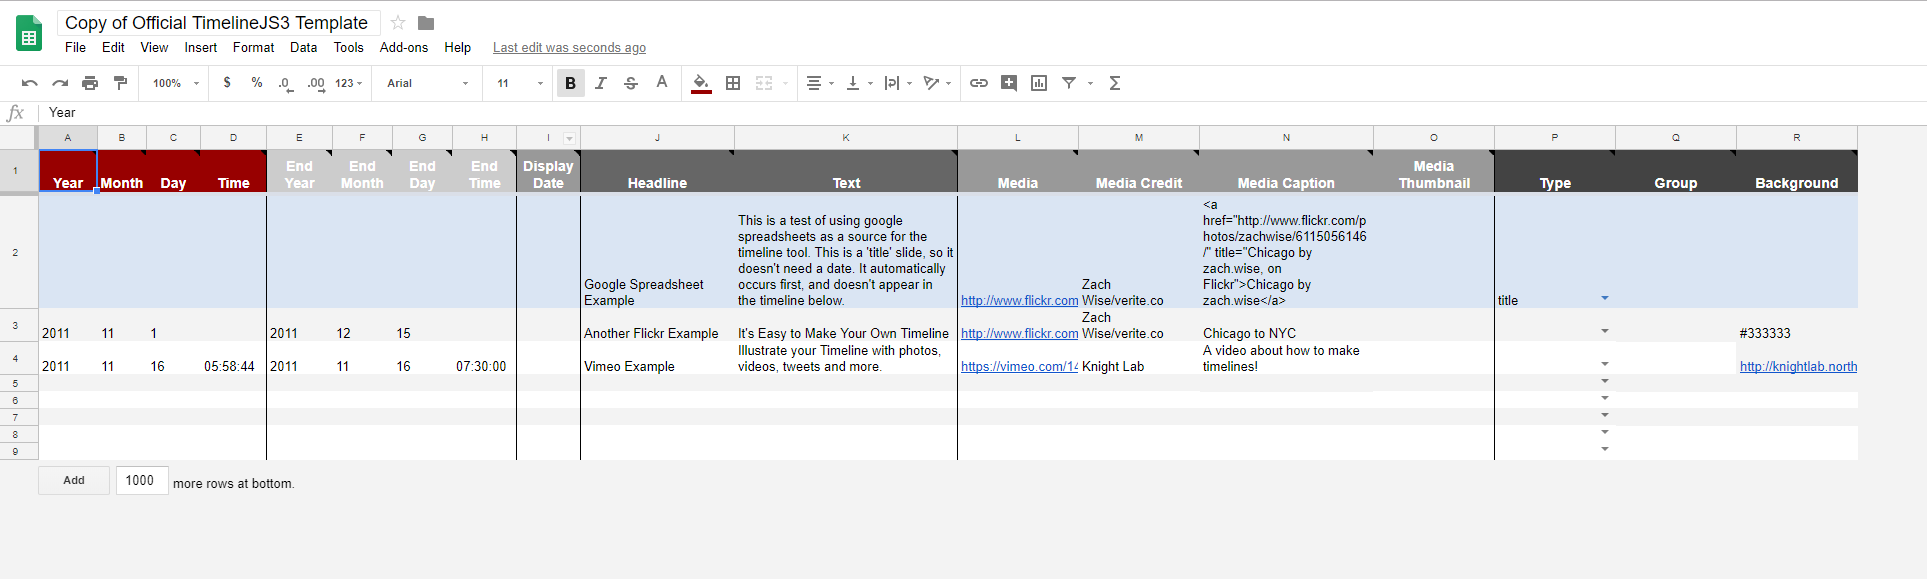 Copy of Official TimelineJS3 Template
File Edit View Insert Format Data Tools Add-ons Help Last edit was seconds ago
100% $ % .0 .00 123 Arial 11 B I S A Σ
fx Year
A B C D E F G H I J K L M N O P Q R
1 Year Month Day Time End Year End Month End Day End Time Display Date Headline Text Media Media Credit Media Caption Media Thumbnail Type Group Background
2
Google Spreadsheet
Example
This is a test of using google
spreadsheets as a source for the
timeline tool. This is a 'title' slide, so it
doesn't need a date. It automatically
occurs first, and doesn't appear in
the timeline below.
http://www.flickr.com
Zach
Wise/verite.co
<a
href="http://www.flickr.com/p
hotos/zachwise/6115056146
/" title="Chicago by
zach.wise, on
Flickr">Chicago by
zach.wise</a>
title
3 2011 11 1 2011 12 15 Another Flickr Example It's Easy to Make Your Own Timeline http://www.flickr.com
Zach
Wise/verite.co
Chicago to NYC
#333333
4 2011 11 16 05:58:44 2011 11 16 07:30:00 Vimeo Example
Illustrate your Timeline with photos,
videos, tweets and more.
https://vimeo.com/14 Knight Lab
A video about how to make
timelines!
http://knightlab.north
5
6
7
8
9
Add 1000 more rows at bottom.